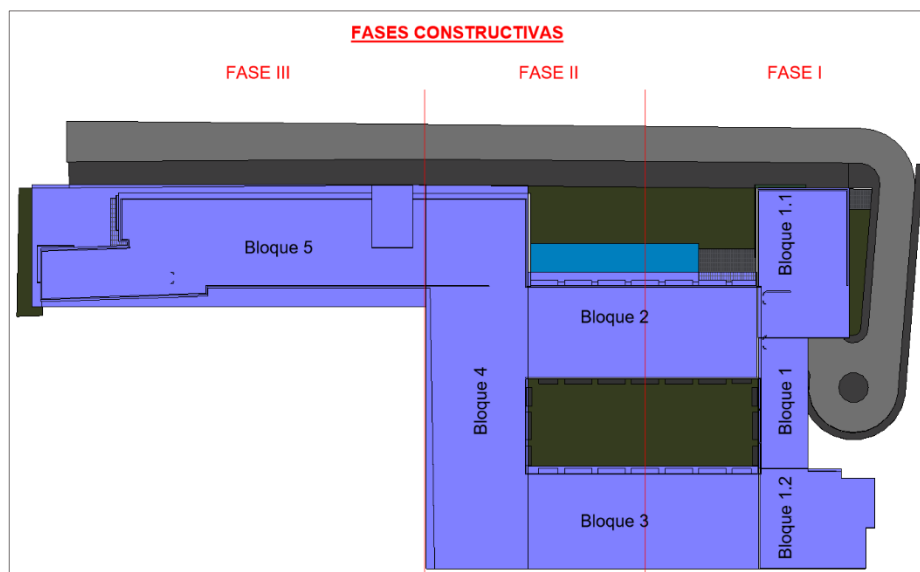 FASES CONSTRUCTIVAS
FASE III
FASE II
FASE I
Bloque 1.1
Bloque 5
Bloque 2
Bloque 4
Bloque 1
Bloque 3
Bloque 1.2